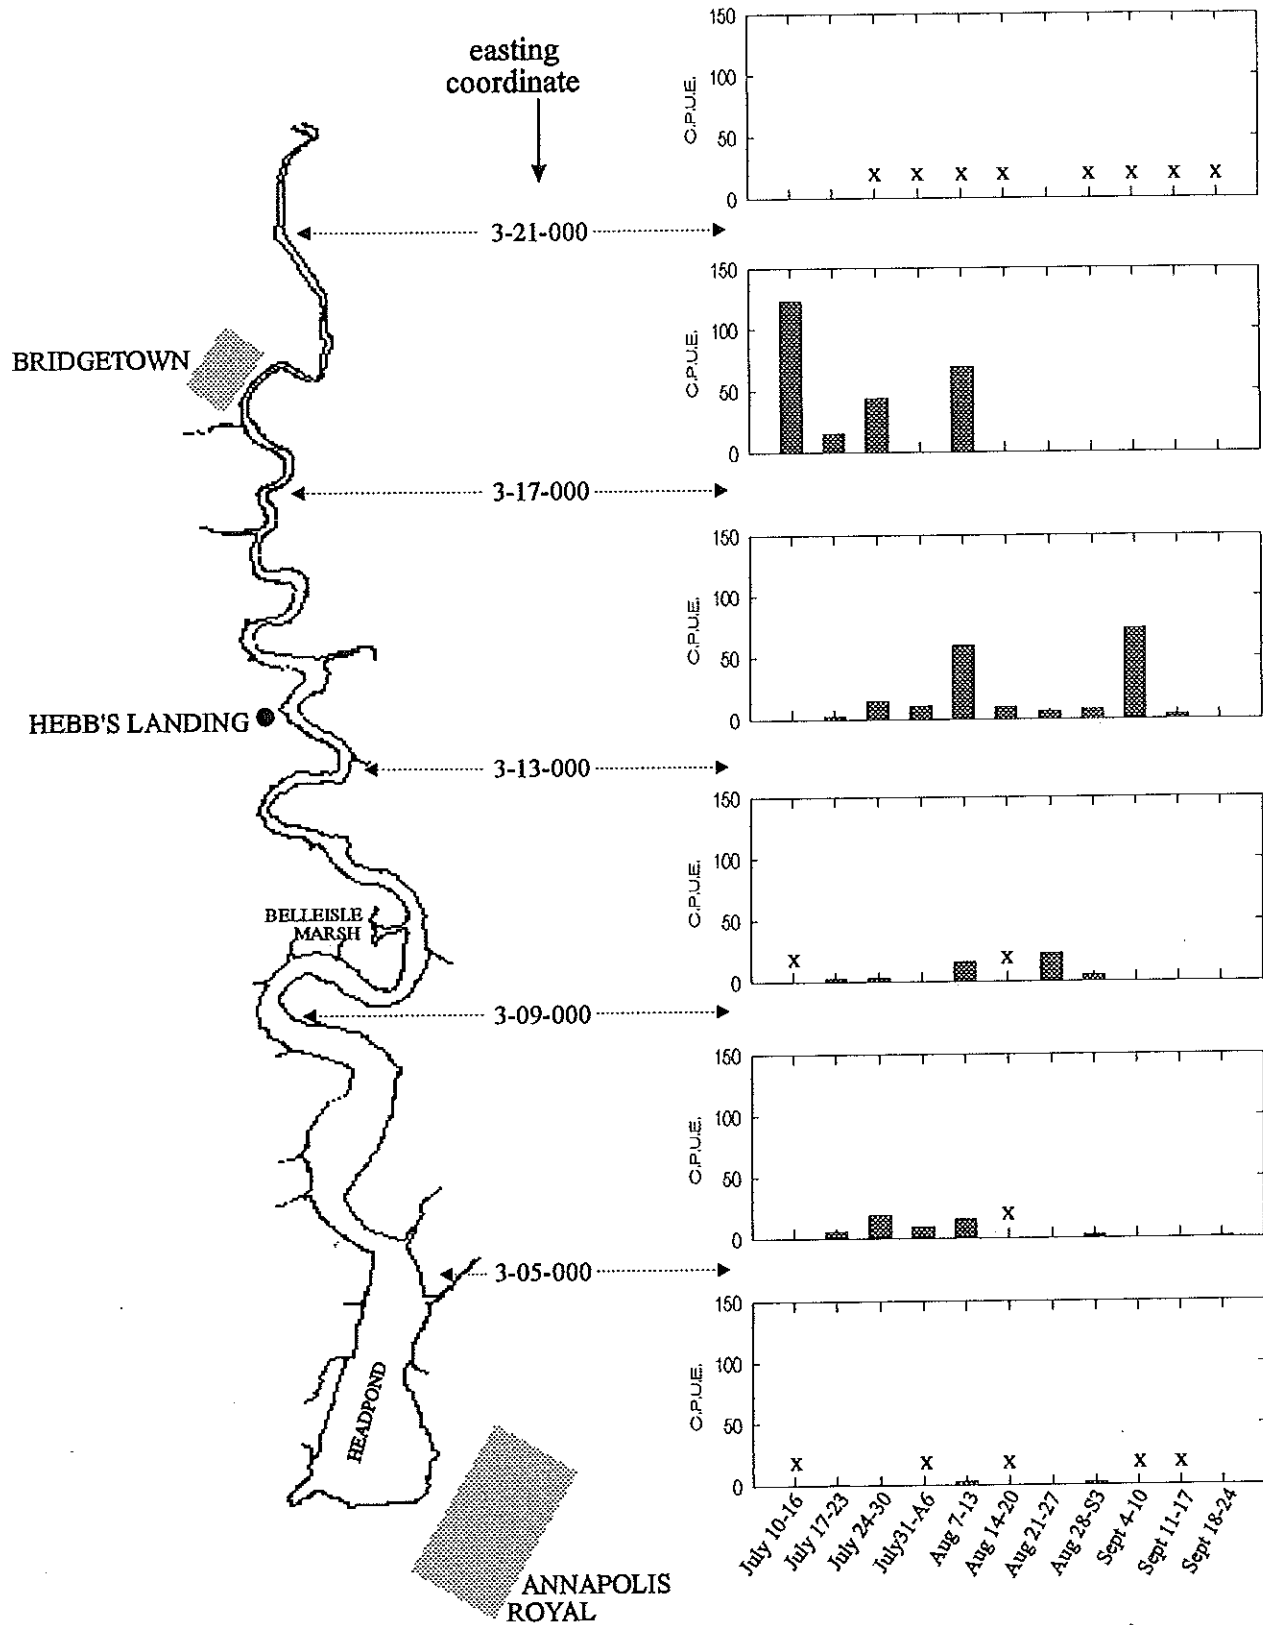 easting
coordinate
150
100
50
0
C.P.U.E.
x x x x x x x x
3-21-000
BRIDGETOWN
150
100
50
0
C.P.U.E.
3-17-000
150
100
50
0
C.P.U.E.
HEBB'S LANDING
3-13-000
150
100
50
0
C.P.U.E.
x x
BELLEISLE
MARSH
3-09-000
150
100
50
0
C.P.U.E.
x
3-05-000
150
100
50
0
C.P.U.E.
x x x x x
HEADPOND
July 10-16
July 17-23
July 24-30
July31-A6
Aug 7-13
Aug 14-20
Aug 21-27
Aug 28-S3
Sept 4-10
Sept 11-17
Sept 18-24
ANNAPOLIS
ROYAL